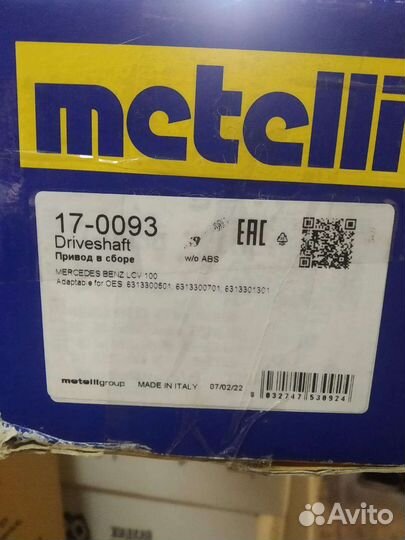 metelli
17-0093
Driveshaft
Привод в сборе
w/o ABS
EAC
MERCEDES BENZ LCV 100
Adaptable for OES: 6313300501, 6313300701, 6313301301
metelligroup
MADE IN ITALY
07/02/22
8 032747 530924
Avito